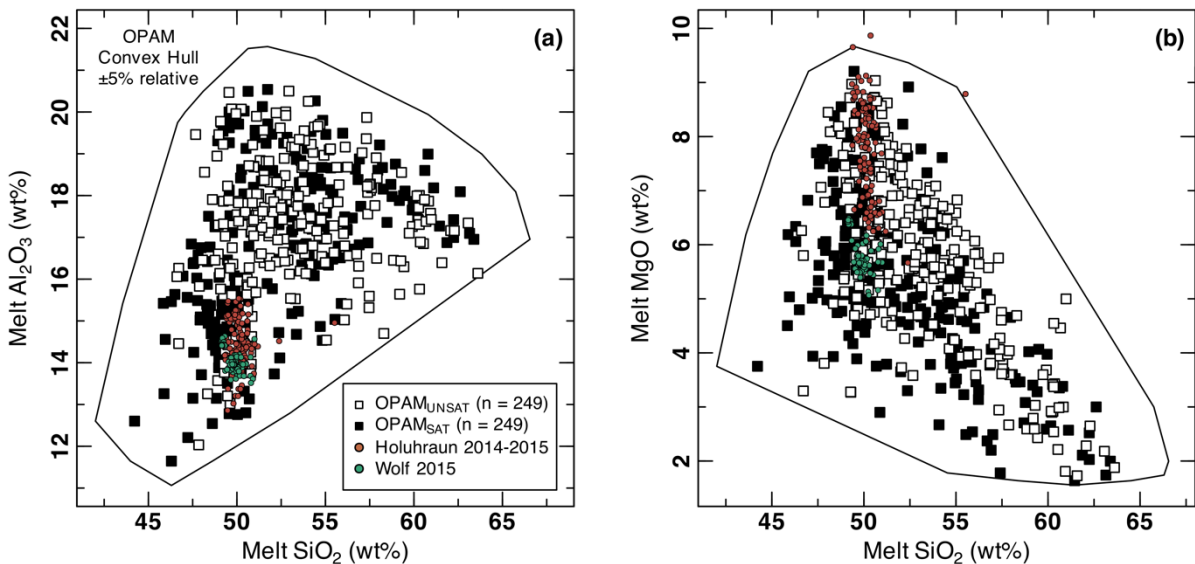 OPAM
Convex Hull
±5% relative
(a)
22
20
18
16
14
12
Melt Al₂O₃ (wt%)
OPAM_UNSAT (n = 249)
OPAM_SAT (n = 249)
Holuhraun 2014-2015
Wolf 2015
45 50 55 60 65
Melt SiO₂ (wt%)
(b)
10
8
6
4
2
Melt MgO (wt%)
45 50 55 60 65
Melt SiO₂ (wt%)